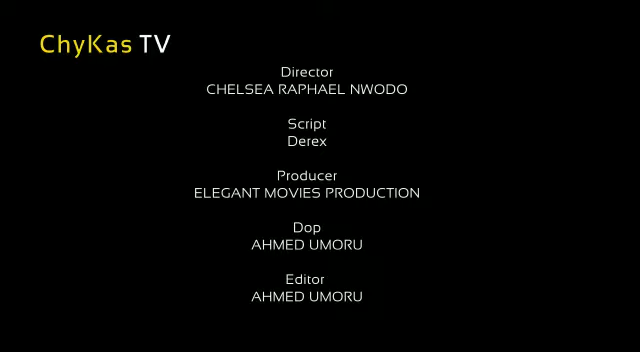 ChyKas TV
Director
CHELSEA RAPHAEL NWODO
Script
Derex
Producer
ELEGANT MOVIES PRODUCTION
Dop
AHMED UMORU
Editor
AHMED UMORU